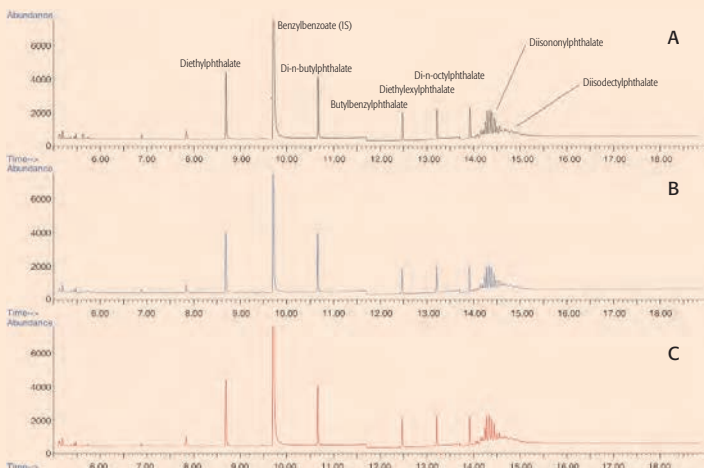 Abundance
Benzylbenzoate (IS)
A
Diisononylphthalate
6000
Diethylphthalate
Di-n-butylphthalate
Di-n-octylphthalate
Diisodectylphthalate
4000
Diethylexylphthalate
Butylbenzylphthalate
2000
0
Time-->
6.00 7.00 8.00 9.00 10.00 11.00 12.00 13.00 14.00 15.00 16.00 17.00 18.00
Abundance
B
6000
4000
2000
0
Time-->
6.00 7.00 8.00 9.00 10.00 11.00 12.00 13.00 14.00 15.00 16.00 17.00 18.00
Abundance
C
6000
4000
2000
0
Time-->
6.00 7.00 8.00 9.00 10.00 11.00 12.00 13.00 14.00 15.00 16.00 17.00 18.00